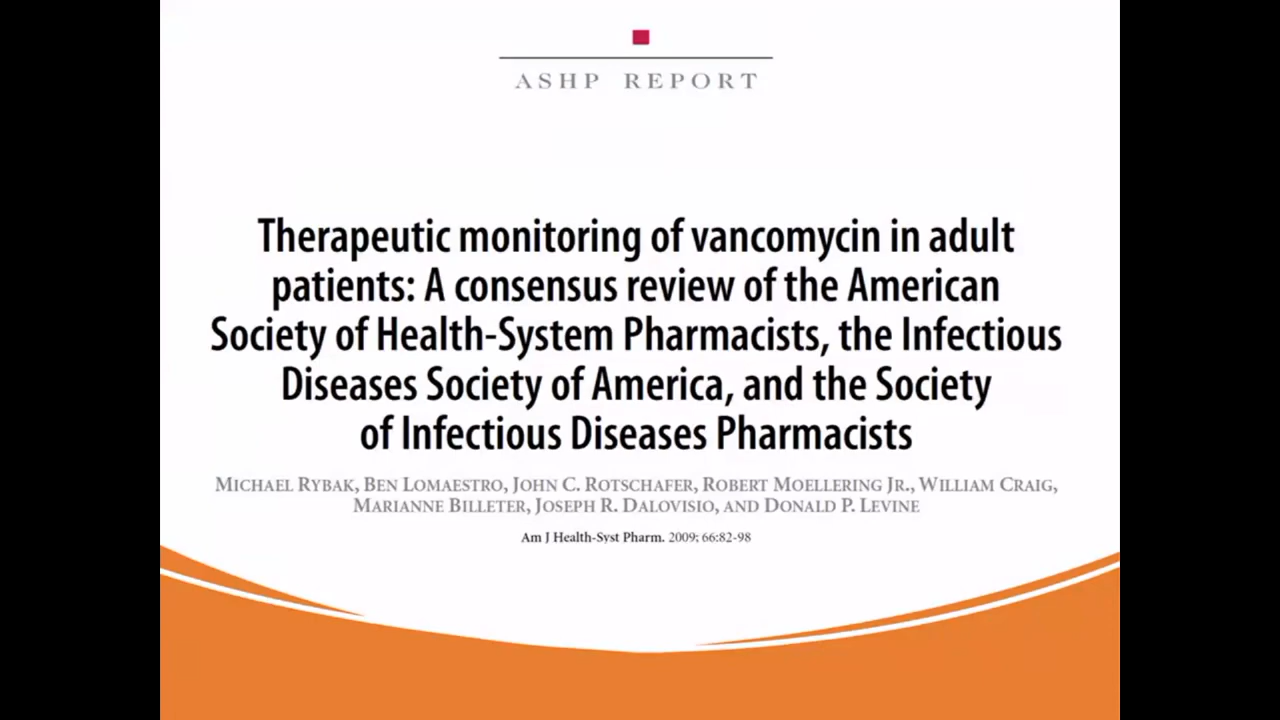 ASHP REPORT
Therapeutic monitoring of vancomycin in adult
patients: A consensus review of the American
Society of Health-System Pharmacists, the Infectious
Diseases Society of America, and the Society
of Infectious Diseases Pharmacists
MICHAEL RYBAK, BEN LOMAESTRO, JOHN C. ROTSCHAFER, ROBERT MOELLERING JR., WILLIAM CRAIG,
MARIANNE BILLETER, JOSEPH R. DALOVISIO, AND DONALD P. LEVINE
Am J Health-Syst Pharm. 2009; 66:82-98